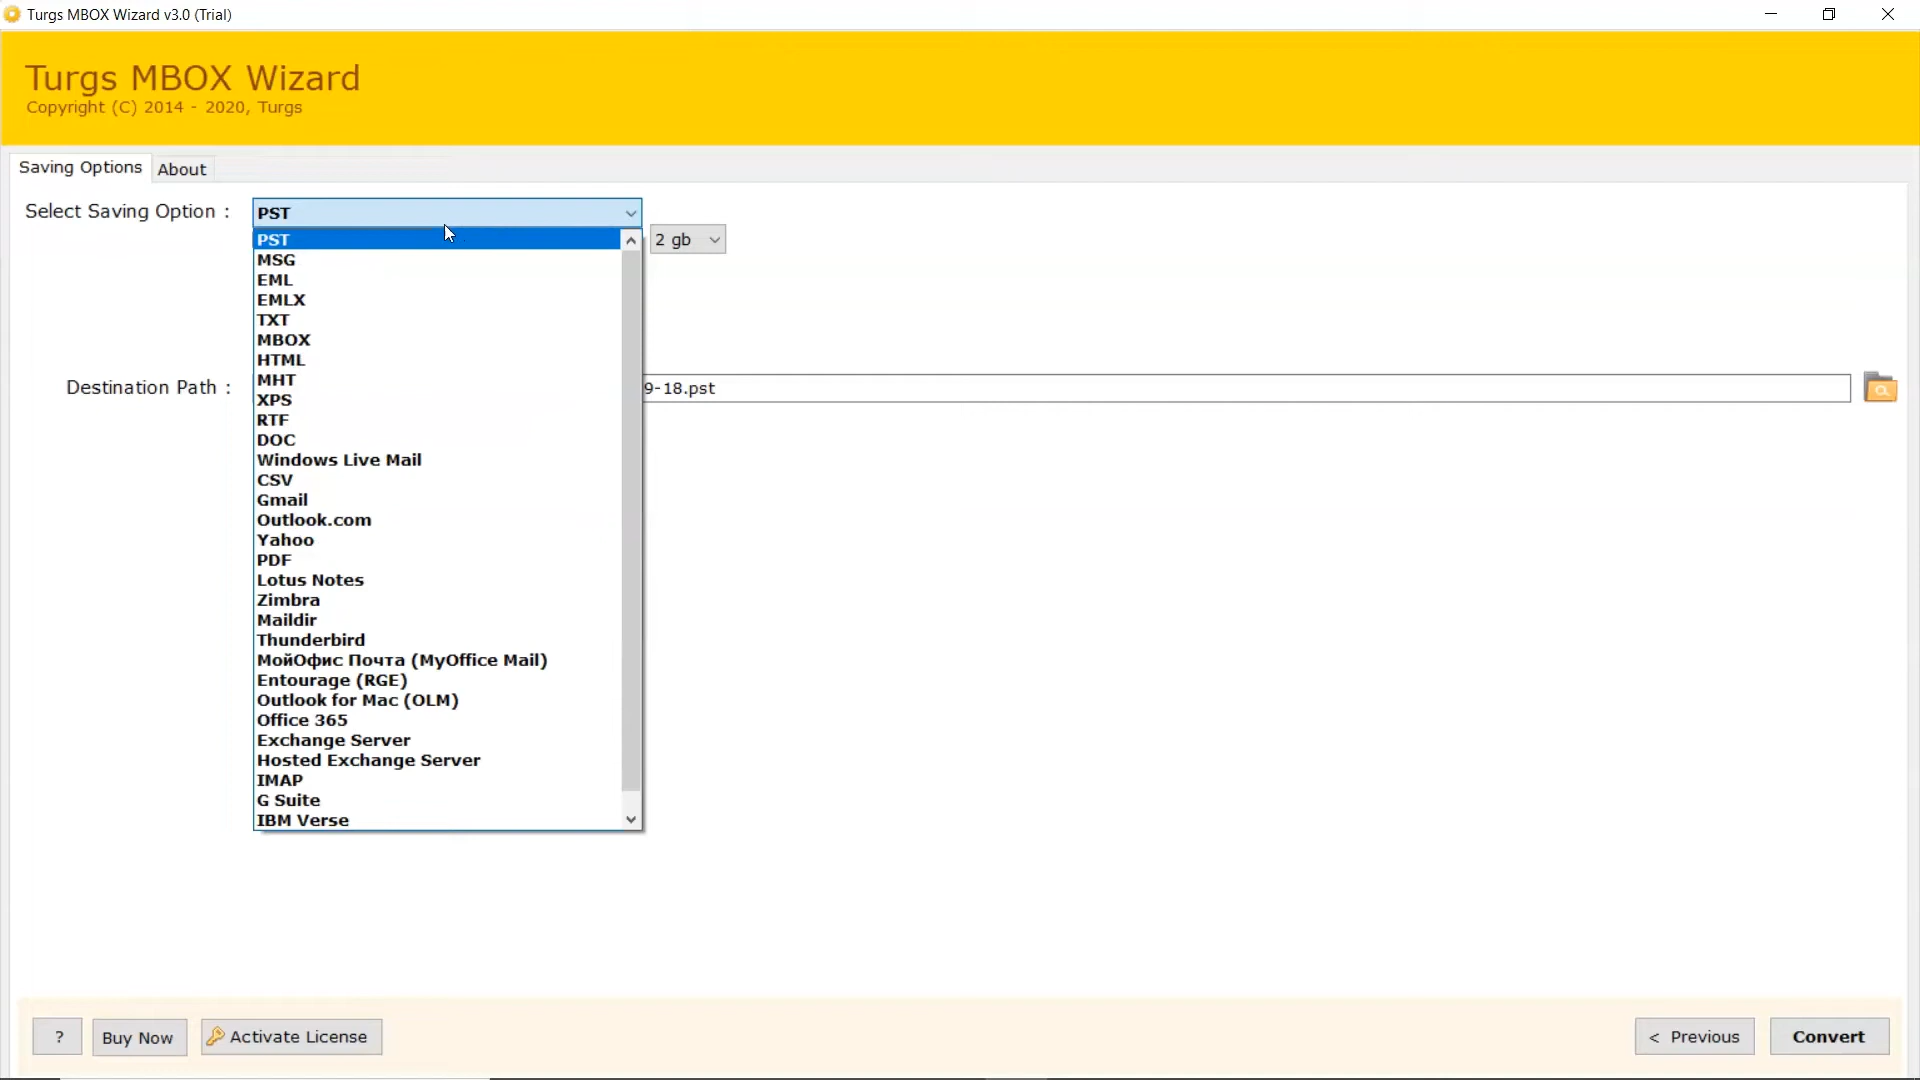 Turgs MBOX Wizard v3.0 (Trial)
Turgs MBOX Wizard
Copyright (C) 2014 - 2020, Turgs
Saving Options About
Select Saving Option : PST
PST
2 gb
MSG
EML
EMLX
TXT
MBOX
HTML
MHT
Destination Path : 9-18.pst
XPS
RTF
DOC
Windows Live Mail
CSV
Gmail
Outlook.com
Yahoo
PDF
Lotus Notes
Zimbra
Maildir
Thunderbird
МойОфис Почта (MyOffice Mail)
Entourage (RGE)
Outlook for Mac (OLM)
Office 365
Exchange Server
Hosted Exchange Server
IMAP
G Suite
IBM Verse
? Buy Now Activate License < Previous Convert